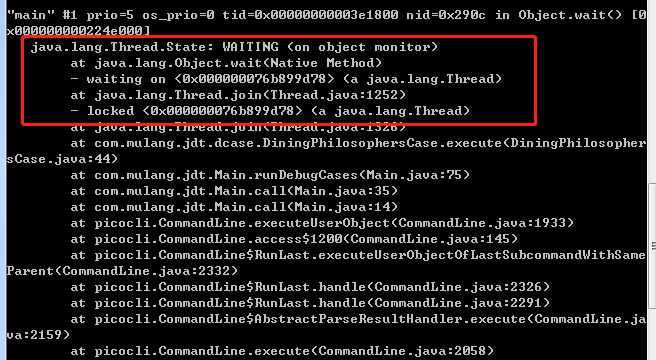 "main" #1 prio=5 os_prio=0 tid=0x00000000003e1800 nid=0x290c in Object.wait() [0
x000000000224e000]
java.lang.Thread.State: WAITING (on object monitor)
at java.lang.Object.wait(Native Method)
- waiting on <0x000000076b899d78> (a java.lang.Thread)
at java.lang.Thread.join(Thread.java:1252)
- locked <0x000000076b899d78> (a java.lang.Thread)
at java.lang.Thread.join(Thread.java:1326)
at com.mulang.jdt.dcase.DiningPhilosophersCase.execute(DiningPhilosopher
sCase.java:44)
at com.mulang.jdt.Main.runDebugCases(Main.java:75)
at com.mulang.jdt.Main.call(Main.java:35)
at com.mulang.jdt.Main.call(Main.java:14)
at picocli.CommandLine.executeUserObject(CommandLine.java:1933)
at picocli.CommandLine.access$1200(CommandLine.java:145)
at picocli.CommandLine$RunLast.executeUserObjectOfLastSubcommandWithSame
Parent(CommandLine.java:2332)
at picocli.CommandLine$RunLast.handle(CommandLine.java:2326)
at picocli.CommandLine$RunLast.handle(CommandLine.java:2291)
at picocli.CommandLine$AbstractParseResultHandler.execute(CommandLine.ja
va:2159)
at picocli.CommandLine.execute(CommandLine.java:2058)